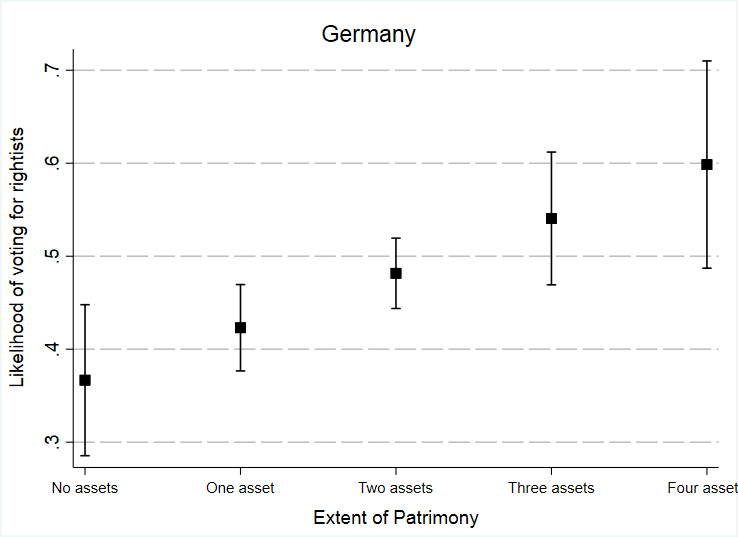 Germany
Likelihood of voting for rightists
.7
.6
.5
.4
.3
No assets One asset Two assets Three assets Four asset
Extent of Patrimony